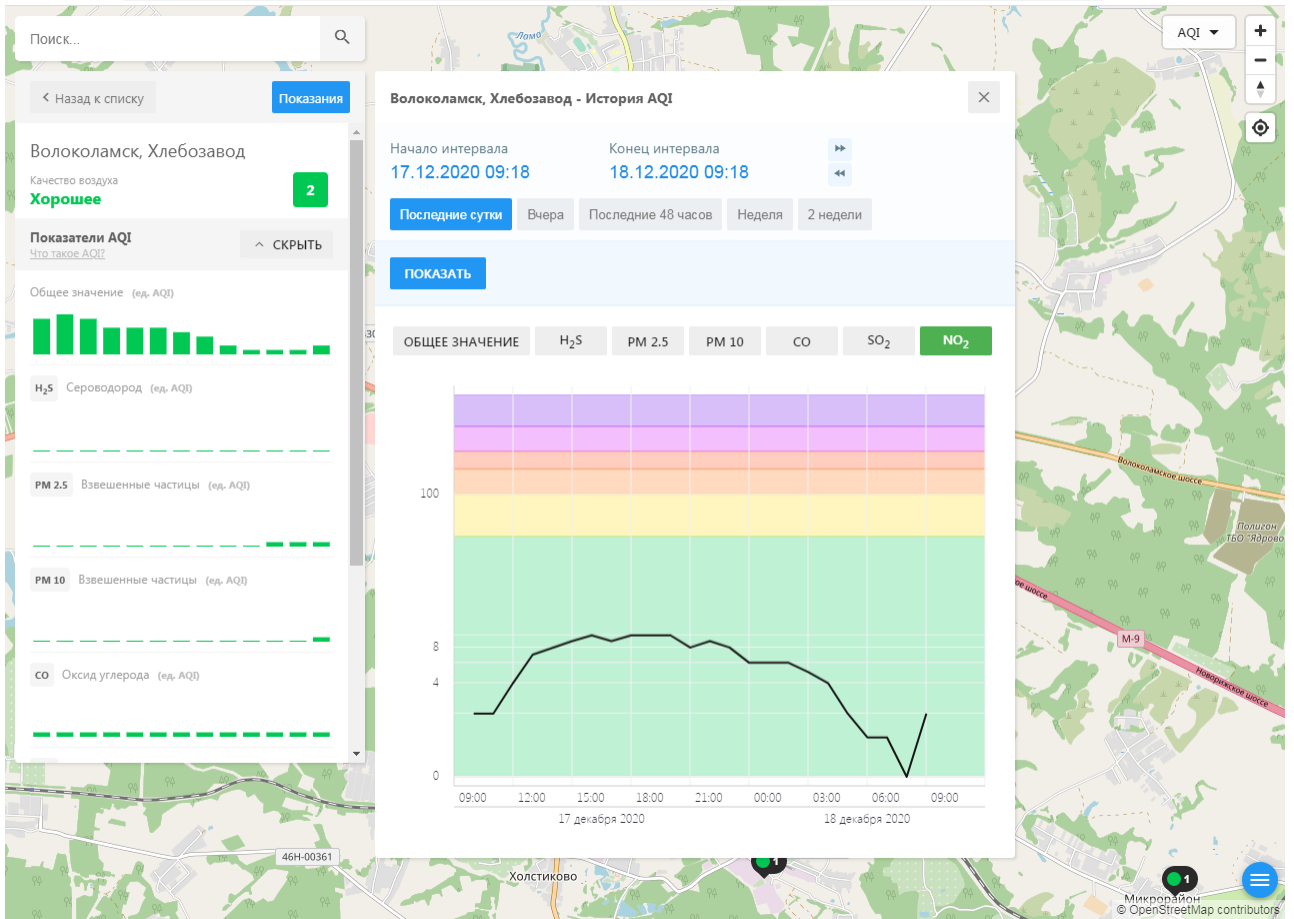 Поиск...
AQI
Ломо
Назад к списку
Показания
Волоколамск, Хлебозавод
Качество воздуха
Хорошее
2
Показатели AQI
Что такое AQI?
СКРЫТЬ
Общее значение (ед. AQI)
H2S Сероводород (ед. AQI)
PM 2.5 Взвешенные частицы (ед. AQI)
PM 10 Взвешенные частицы (ед. AQI)
CO Оксид углерода (ед. AQI)
Волоколамск, Хлебозавод - История AQI
Начало интервала
17.12.2020 09:18
Конец интервала
18.12.2020 09:18
Последние сутки
Вчера
Последние 48 часов
Неделя
2 недели
ПОКАЗАТЬ
ОБЩЕЕ ЗНАЧЕНИЕ
H2S
PM 2.5
PM 10
CO
SO2
NO2
100
8
4
0
09:00 12:00 15:00 18:00 21:00 00:00 03:00 06:00 09:00
17 декабря 2020 18 декабря 2020
Волоколамское шоссе
Полигон
ТБО "Ядрово
шоссе
М-9
Новорижское шоссе
46Н-00361
Холстиково
1
1
Микрорайон
© OpenStreetMap contributors